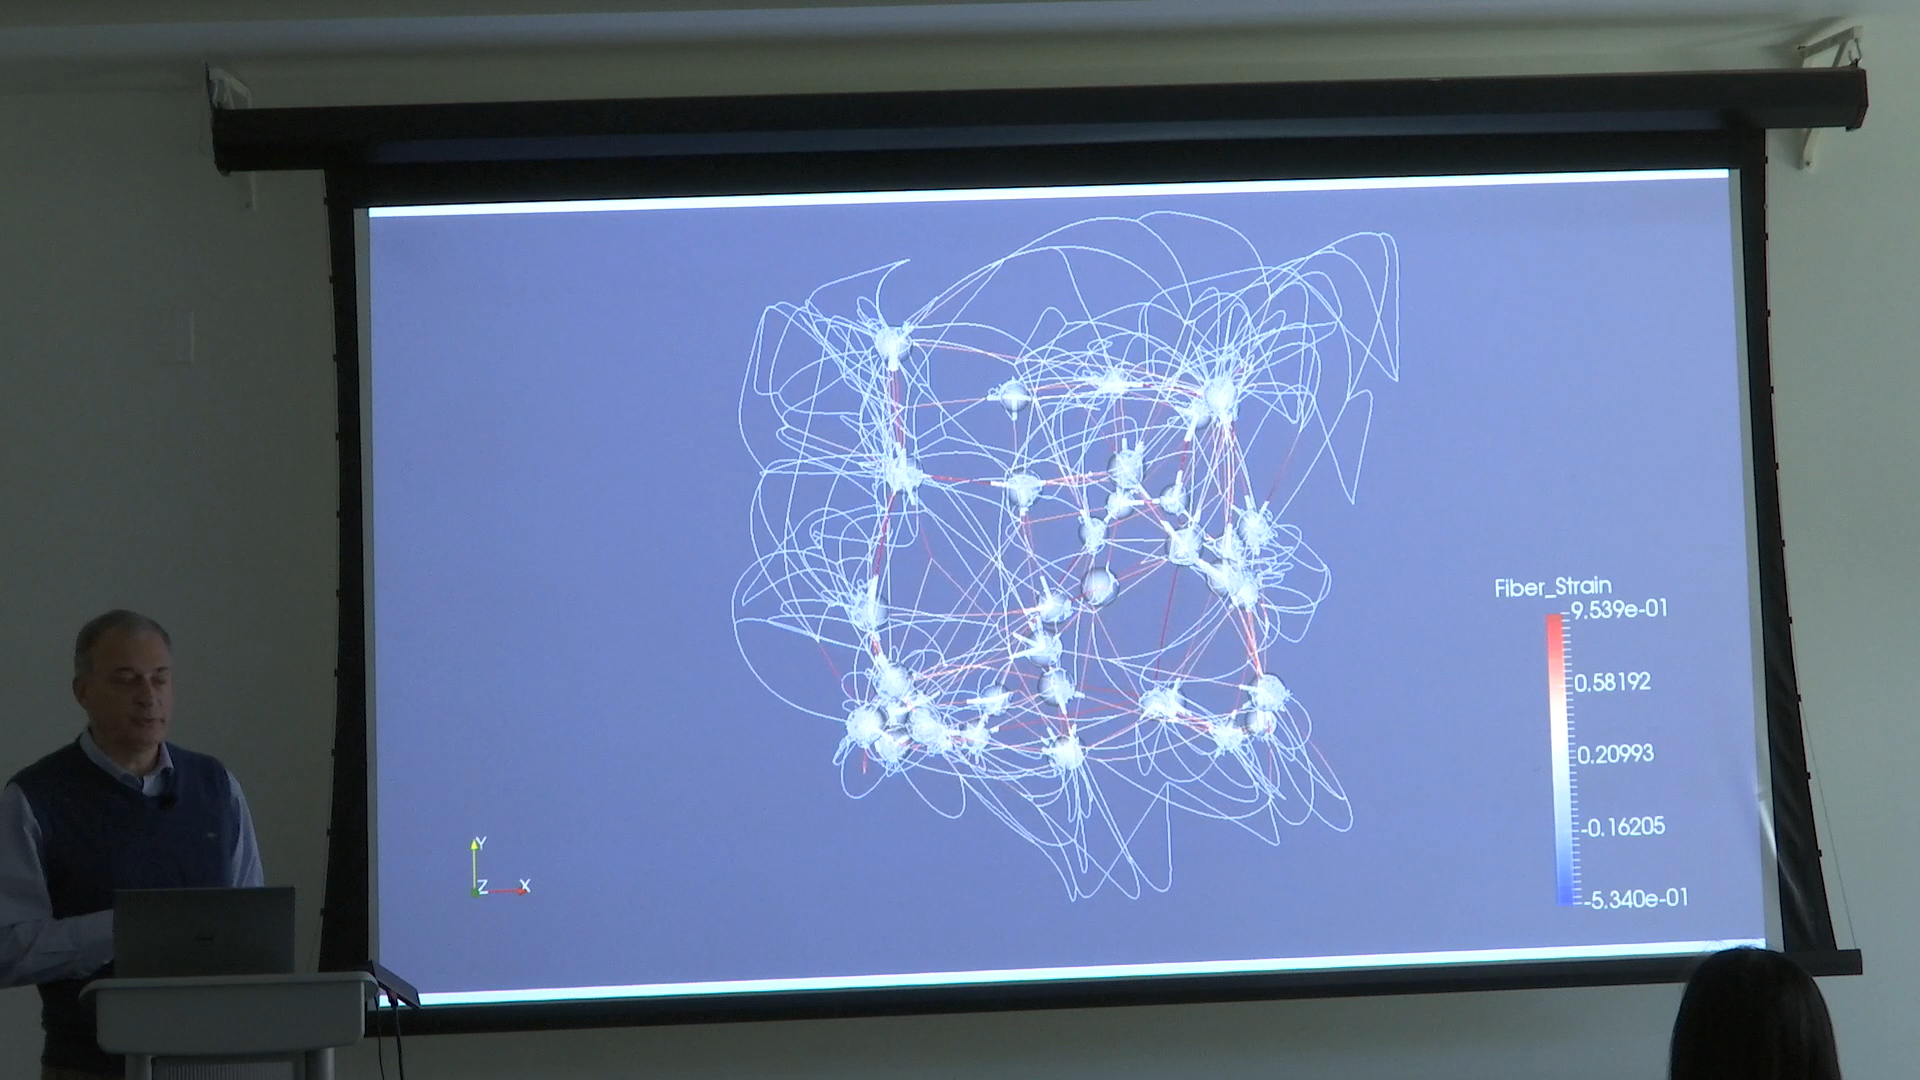 Fiber_Strain
9.539e-01
0.58192
0.20993
-0.16205
-5.340e-01
Y
Z
X